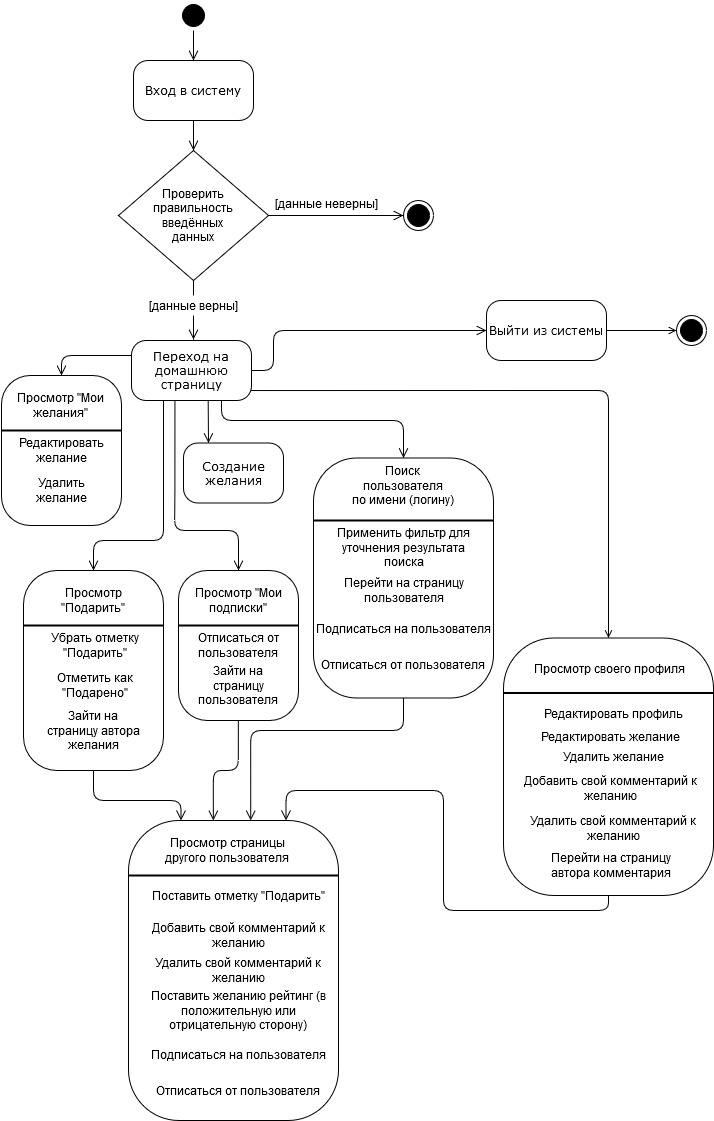 Вход в систему
Проверить
правильность
введённых
данных
[данные неверны]
[данные верны]
Выйти из системы
Переход на
домашнюю
страницу
Просмотр "Мои
желания"
Редактировать
желание
Удалить
желание
Создание
желания
Поиск
пользователя
по имени (логину)
Применить фильтр для
уточнения результата
поиска
Перейти на страницу
пользователя
Подписаться на пользователя
Отписаться от пользователя
Просмотр
"Подарить"
Убрать отметку
"Подарить"
Отметить как
"Подарено"
Зайти на
страницу автора
желания
Просмотр "Мои
подписки"
Отписаться от
пользователя
Зайти на
страницу
пользователя
Просмотр своего профиля
Редактировать профиль
Редактировать желание
Удалить желание
Добавить свой комментарий к
желанию
Удалить свой комментарий к
желанию
Перейти на страницу
автора комментария
Просмотр страницы
другого пользователя
Поставить отметку "Подарить"
Добавить свой комментарий к
желанию
Удалить свой комментарий к
желанию
Поставить желанию рейтинг (в
положительную или
отрицательную сторону)
Подписаться на пользователя
Отписаться от пользователя